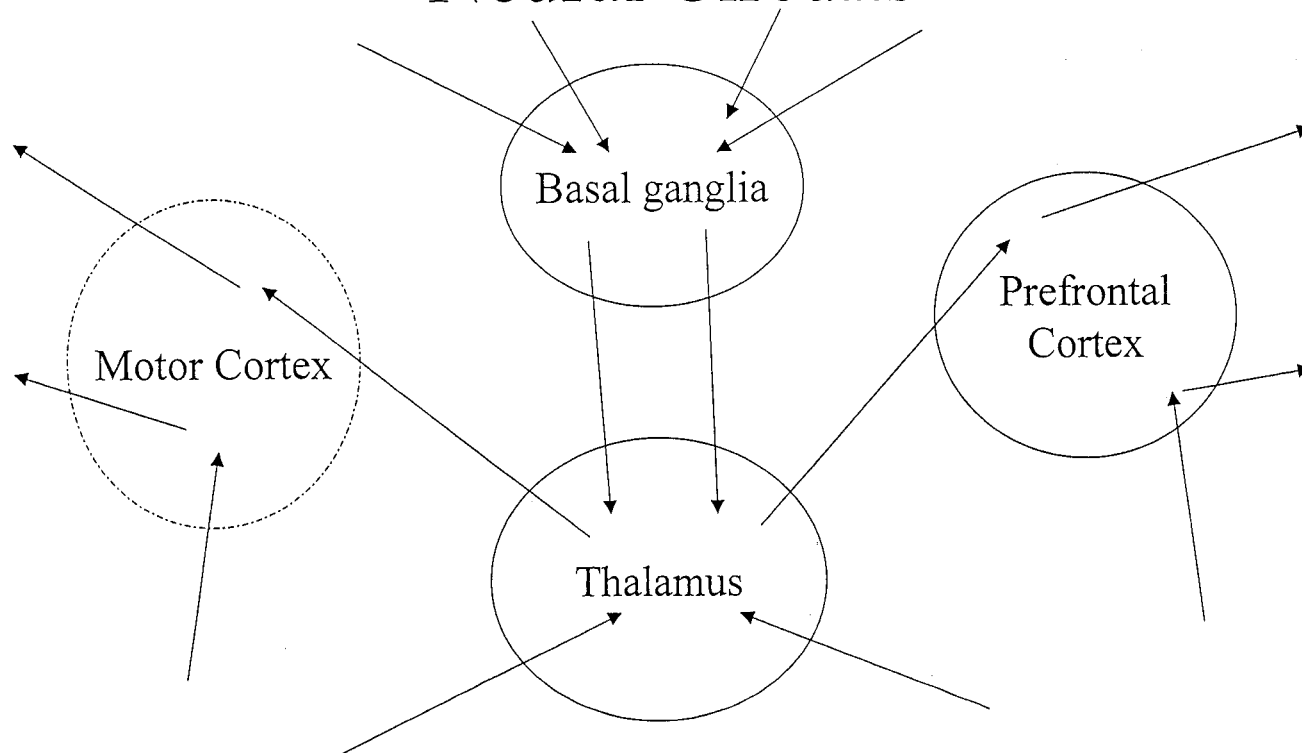 Basal ganglia
Prefrontal
Cortex
Motor Cortex
Thalamus